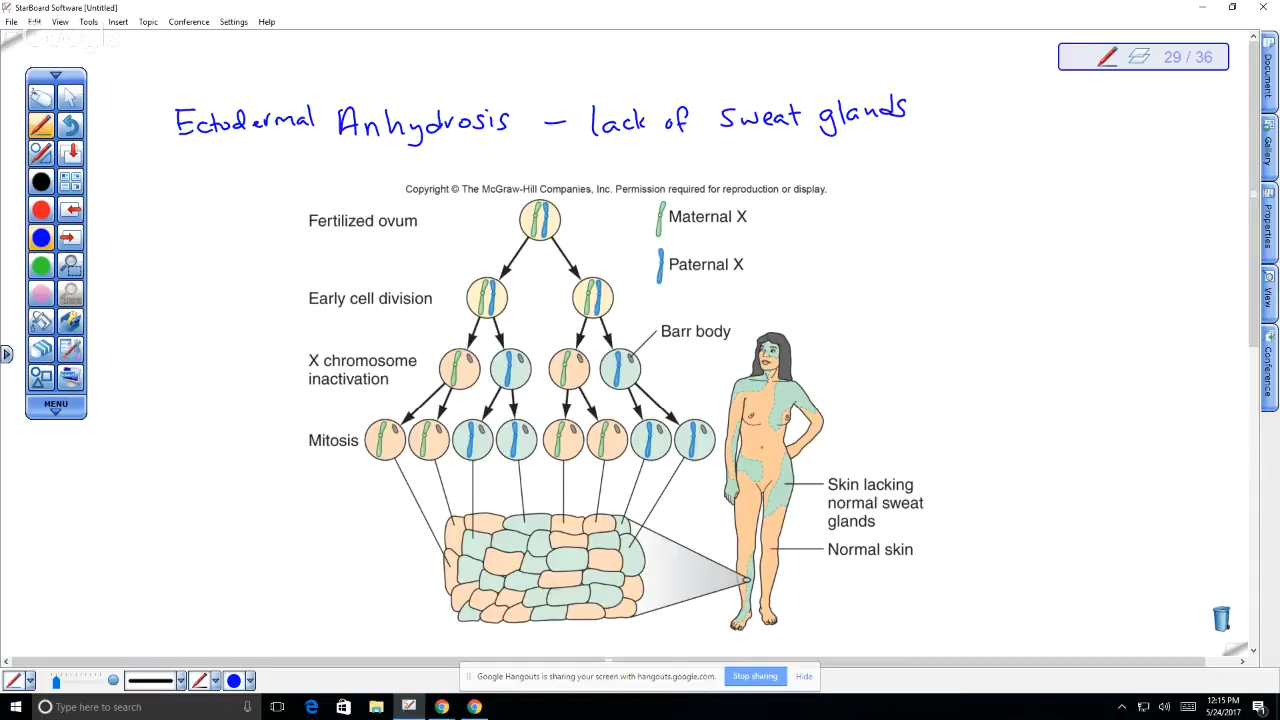 StarBoard Software [Untitled]
File Edit View Tools Insert Topic Conference Settings Help
29 / 36
Document
Gallery
Properties
View
Conference
MENU
Ectodermal Anhydrosis – lack of sweat glands
Copyright © The McGraw-Hill Companies, Inc. Permission required for reproduction or display.
Fertilized ovum
Maternal X
Paternal X
Early cell division
Barr body
X chromosome
inactivation
Mitosis
Skin lacking
normal sweat
glands
Normal skin
Google Hangouts is sharing your screen with hangouts.google.com.
Stop sharing
Hide
Type here to search
12:15 PM
5/24/2017